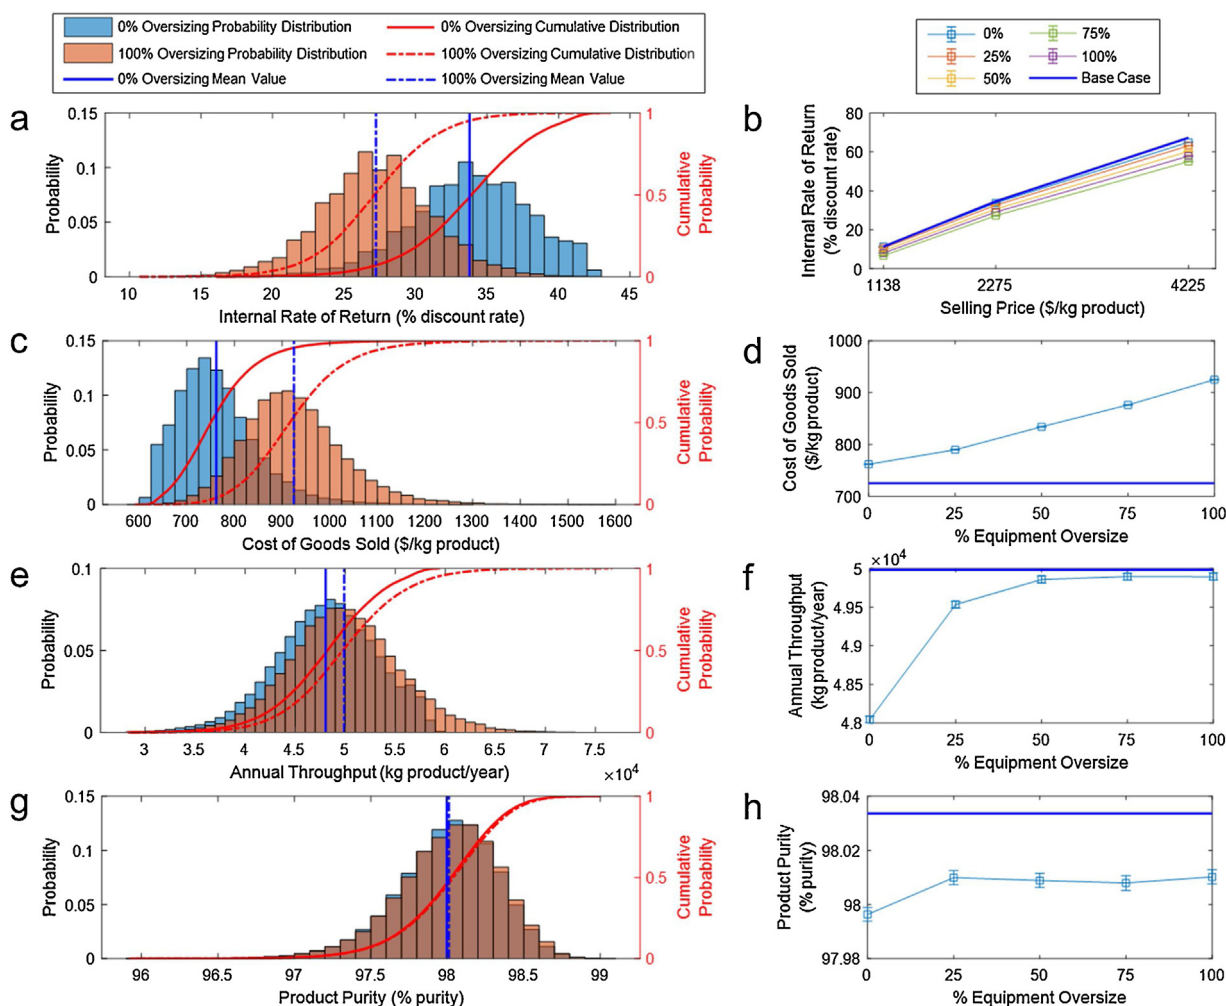 0% Oversizing Probability Distribution
0% Oversizing Cumulative Distribution
100% Oversizing Probability Distribution
100% Oversizing Cumulative Distribution
0% Oversizing Mean Value
100% Oversizing Mean Value
0%
75%
25%
100%
50%
Base Case
a
0.15
0.1
0.05
0
Probability
1
0.5
0
Cumulative
Probability
10
15
20
25
30
35
40
45
Internal Rate of Return (% discount rate)
b
80
60
40
20
0
Internal Rate of Return
(% discount rate)
1138
2275
4225
Selling Price ($/kg product)
c
0.15
0.1
0.05
0
Probability
1
0.5
0
Cumulative
Probability
600
700
800
900
1000
1100
1200
1300
1400
1500
1600
Cost of Goods Sold ($/kg product)
d
1000
900
800
700
Cost of Goods Sold
($/kg product)
0
25
50
75
100
% Equipment Oversize
e
0.1
0.05
0
Probability
1
0.5
0
Cumulative
Probability
3
3.5
4
4.5
5
5.5
6
6.5
7
7.5
Annual Throughput (kg product/year)
×10⁴
f
×10⁴
5
4.95
4.9
4.85
4.8
Annual Throughput
(kg product/year)
0
25
50
75
100
% Equipment Oversize
g
0.15
0.1
0.05
0
Probability
1
0.5
0
Cumulative
Probability
96
96.5
97
97.5
98
98.5
99
Product Purity (% purity)
h
98.04
98.02
98
97.98
Product Purity
(% purity)
0
25
50
75
100
% Equipment Oversize